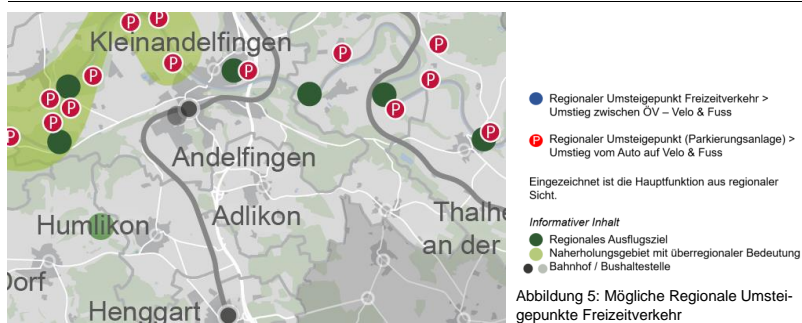 P
P
Kleinandelfingen
P
P
P
P
P
P
P
P
P
P
P
P
P
Andelfingen
Adlikon
Humlikon
Thalhe
an der
Dorf
Henggart
Regionaler Umsteigepunkt Freizeitverkehr >
Umstieg zwischen ÖV – Velo & Fuss
P Regionaler Umsteigepunkt (Parkierungsanlage) >
Umstieg vom Auto auf Velo & Fuss
Eingezeichnet ist die Hauptfunktion aus regionaler
Sicht.
Informativer Inhalt
Regionales Ausflugsziel
Naherholungsgebiet mit überregionaler Bedeutung
Bahnhof / Bushaltestelle
Abbildung 5: Mögliche Regionale Umstei-
gepunkte Freizeitverkehr